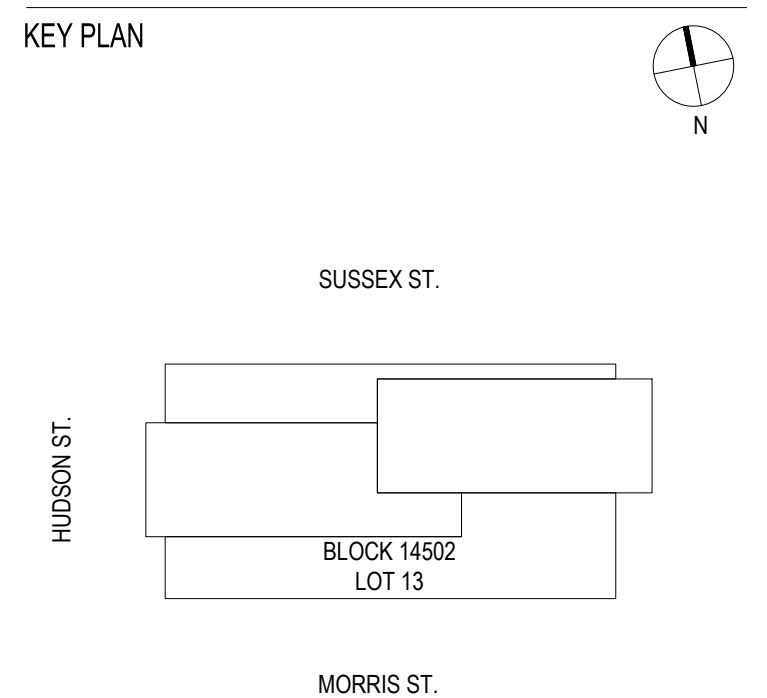 KEY PLAN
N
SUSSEX ST.
HUDSON ST.
BLOCK 14502
LOT 13
MORRIS ST.